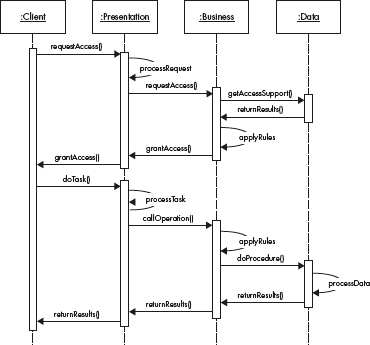 :Client
:Presentation
:Business
:Data
requestAccess()
processRequest
requestAccess()
getAccessSupport()
returnResults()
applyRules
grantAccess()
grantAccess()
doTask()
processTask
callOperation()
applyRules
doProcedure()
processData
returnResults()
returnResults()
returnResults()